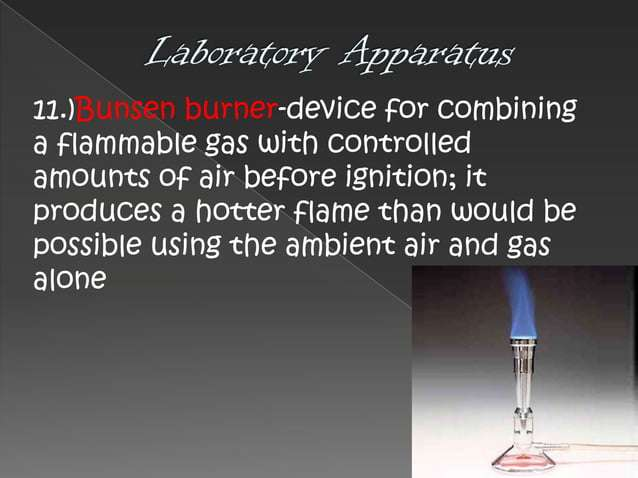 Laboratory Apparatus
11.)Bunsen burner-device for combining
a flammable gas with controlled
amounts of air before ignition; it
produces a hotter flame than would be
possible using the ambient air and gas
alone